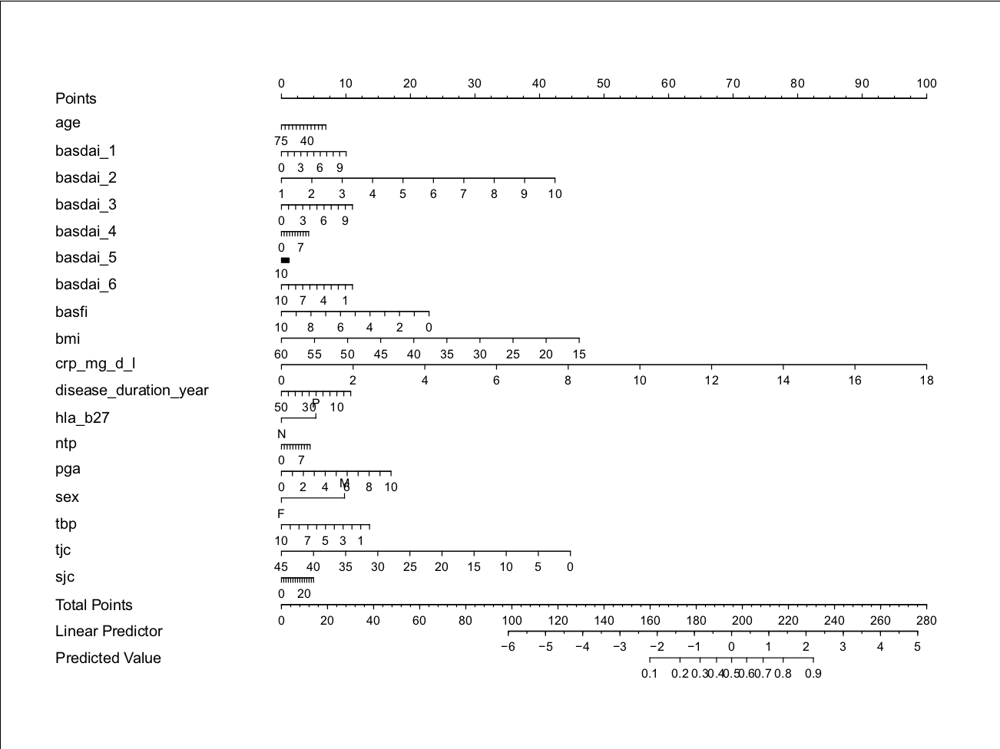 0 10 20 30 40 50 60 70 80 90 100
Points
age
75 40
basdai_1
0 3 6 9
basdai_2
1 2 3 4 5 6 7 8 9 10
basdai_3
0 3 6 9
basdai_4
0 7
basdai_5
10
basdai_6
10 7 4 1
basfi
10 8 6 4 2 0
bmi
60 55 50 45 40 35 30 25 20 15
crp_mg_d_l
0 2 4 6 8 10 12 14 16 18
disease_duration_year
50 30 10
P
hla_b27
N
ntp
0 7
pga
0 2 4 6 8 10
M
sex
F
tbp
10 7 5 3 1
tjc
45 40 35 30 25 20 15 10 5 0
sjc
0 20
Total Points
0 20 40 60 80 100 120 140 160 180 200 220 240 260 280
Linear Predictor
−6 −5 −4 −3 −2 −1 0 1 2 3 4 5
Predicted Value
0.1 0.2 0.3 0.4 0.5 0.6 0.7 0.8 0.9